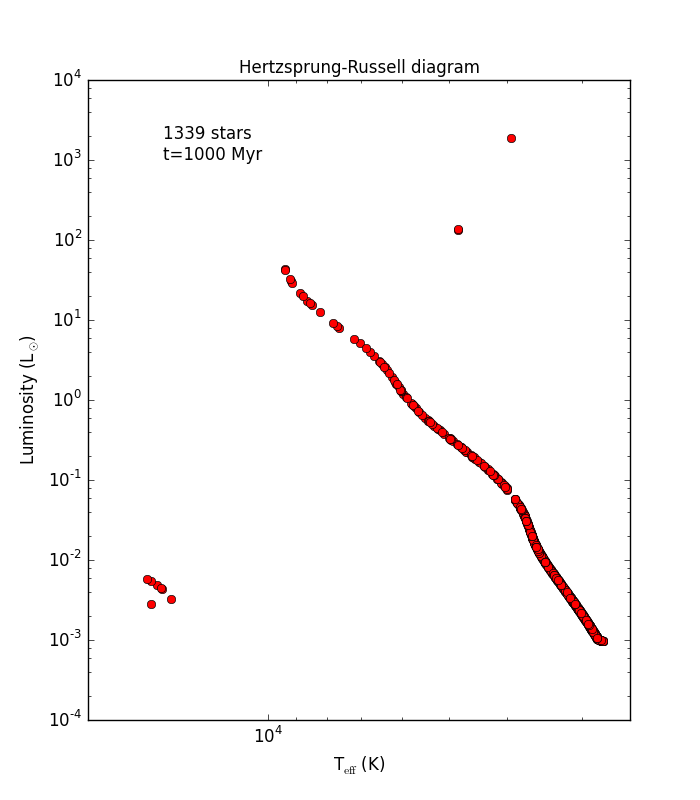 Hertzsprung-Russell diagram
10⁴
1339 stars
t=1000 Myr
10³
10²
10¹
10⁰
10⁻¹
10⁻²
10⁻³
10⁻⁴
Luminosity (L☉)
10⁴
T_eff (K)